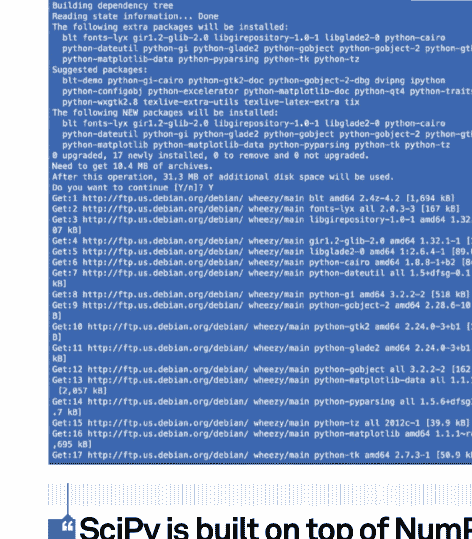 Building dependency tree
Reading state information... Done
The following extra packages will be installed:
blt fonts-lyx gir1.2-glib-2.0 libgirepository-1.0-1 libglade2-0 python-cairo
python-dateutil python-gi python-glade2 python-gobject python-gobject-2 python-gt
python-matplotlib-data python-pyparsing python-tk python-tz
Suggested packages:
blt-demo python-gi-cairo python-gtk2-doc python-gobject-2-dbg dvipng ipython
python-configobj python-excelerator python-matplotlib-doc python-qt4 python-trait
python-wxgtk2.8 texlive-extra-utils texlive-latex-extra tix
The following NEW packages will be installed:
blt fonts-lyx gir1.2-glib-2.0 libgirepository-1.0-1 libglade2-0 python-cairo
python-dateutil python-gi python-glade2 python-gobject python-gobject-2 python-gt
python-matplotlib python-matplotlib-data python-pyparsing python-tk python-tz
0 upgraded, 17 newly installed, 0 to remove and 0 not upgraded.
Need to get 10.4 MB of archives.
After this operation, 31.3 MB of additional disk space will be used.
Do you want to continue [Y/n]? Y
Get:1 http://ftp.us.debian.org/debian/ wheezy/main blt amd64 2.4z-4.2 [1,694 kB]
Get:2 http://ftp.us.debian.org/debian/ wheezy/main fonts-lyx all 2.0.3-3 [167 kB]
Get:3 http://ftp.us.debian.org/debian/ wheezy/main libgirepository-1.0-1 amd64 1.32.
07 kB]
Get:4 http://ftp.us.debian.org/debian/ wheezy/main gir1.2-glib-2.0 amd64 1.32.1-1 [
Get:5 http://ftp.us.debian.org/debian/ wheezy/main libglade2-0 amd64 1:2.6.4-1 [89.
Get:6 http://ftp.us.debian.org/debian/ wheezy/main python-cairo amd64 1.8.8-1+b2 [8
Get:7 http://ftp.us.debian.org/debian/ wheezy/main python-dateutil all 1.5+dfsg-0.1
kB]
Get:8 http://ftp.us.debian.org/debian/ wheezy/main python-gi amd64 3.2.2-2 [518 kB]
Get:9 http://ftp.us.debian.org/debian/ wheezy/main python-gobject-2 amd64 2.28.6-10
B]
Get:10 http://ftp.us.debian.org/debian/ wheezy/main python-gtk2 amd64 2.24.0-3+b1 [
B]
Get:11 http://ftp.us.debian.org/debian/ wheezy/main python-glade2 amd64 2.24.0-3+b1
kB]
Get:12 http://ftp.us.debian.org/debian/ wheezy/main python-gobject all 3.2.2-2 [162
Get:13 http://ftp.us.debian.org/debian/ wheezy/main python-matplotlib-data all 1.1.
[2,057 kB]
Get:14 http://ftp.us.debian.org/debian/ wheezy/main python-pyparsing all 1.5.6+dfsg
.7 kB]
Get:15 http://ftp.us.debian.org/debian/ wheezy/main python-tz all 2012c-1 [39.9 kB]
Get:16 http://ftp.us.debian.org/debian/ wheezy/main python-matplotlib amd64 1.1.1~r
,695 kB]
Get:17 http://ftp.us.debian.org/debian/ wheezy/main python-tk amd64 2.7.3-1 [50.9 k
“ SciPy is built on top of NumP